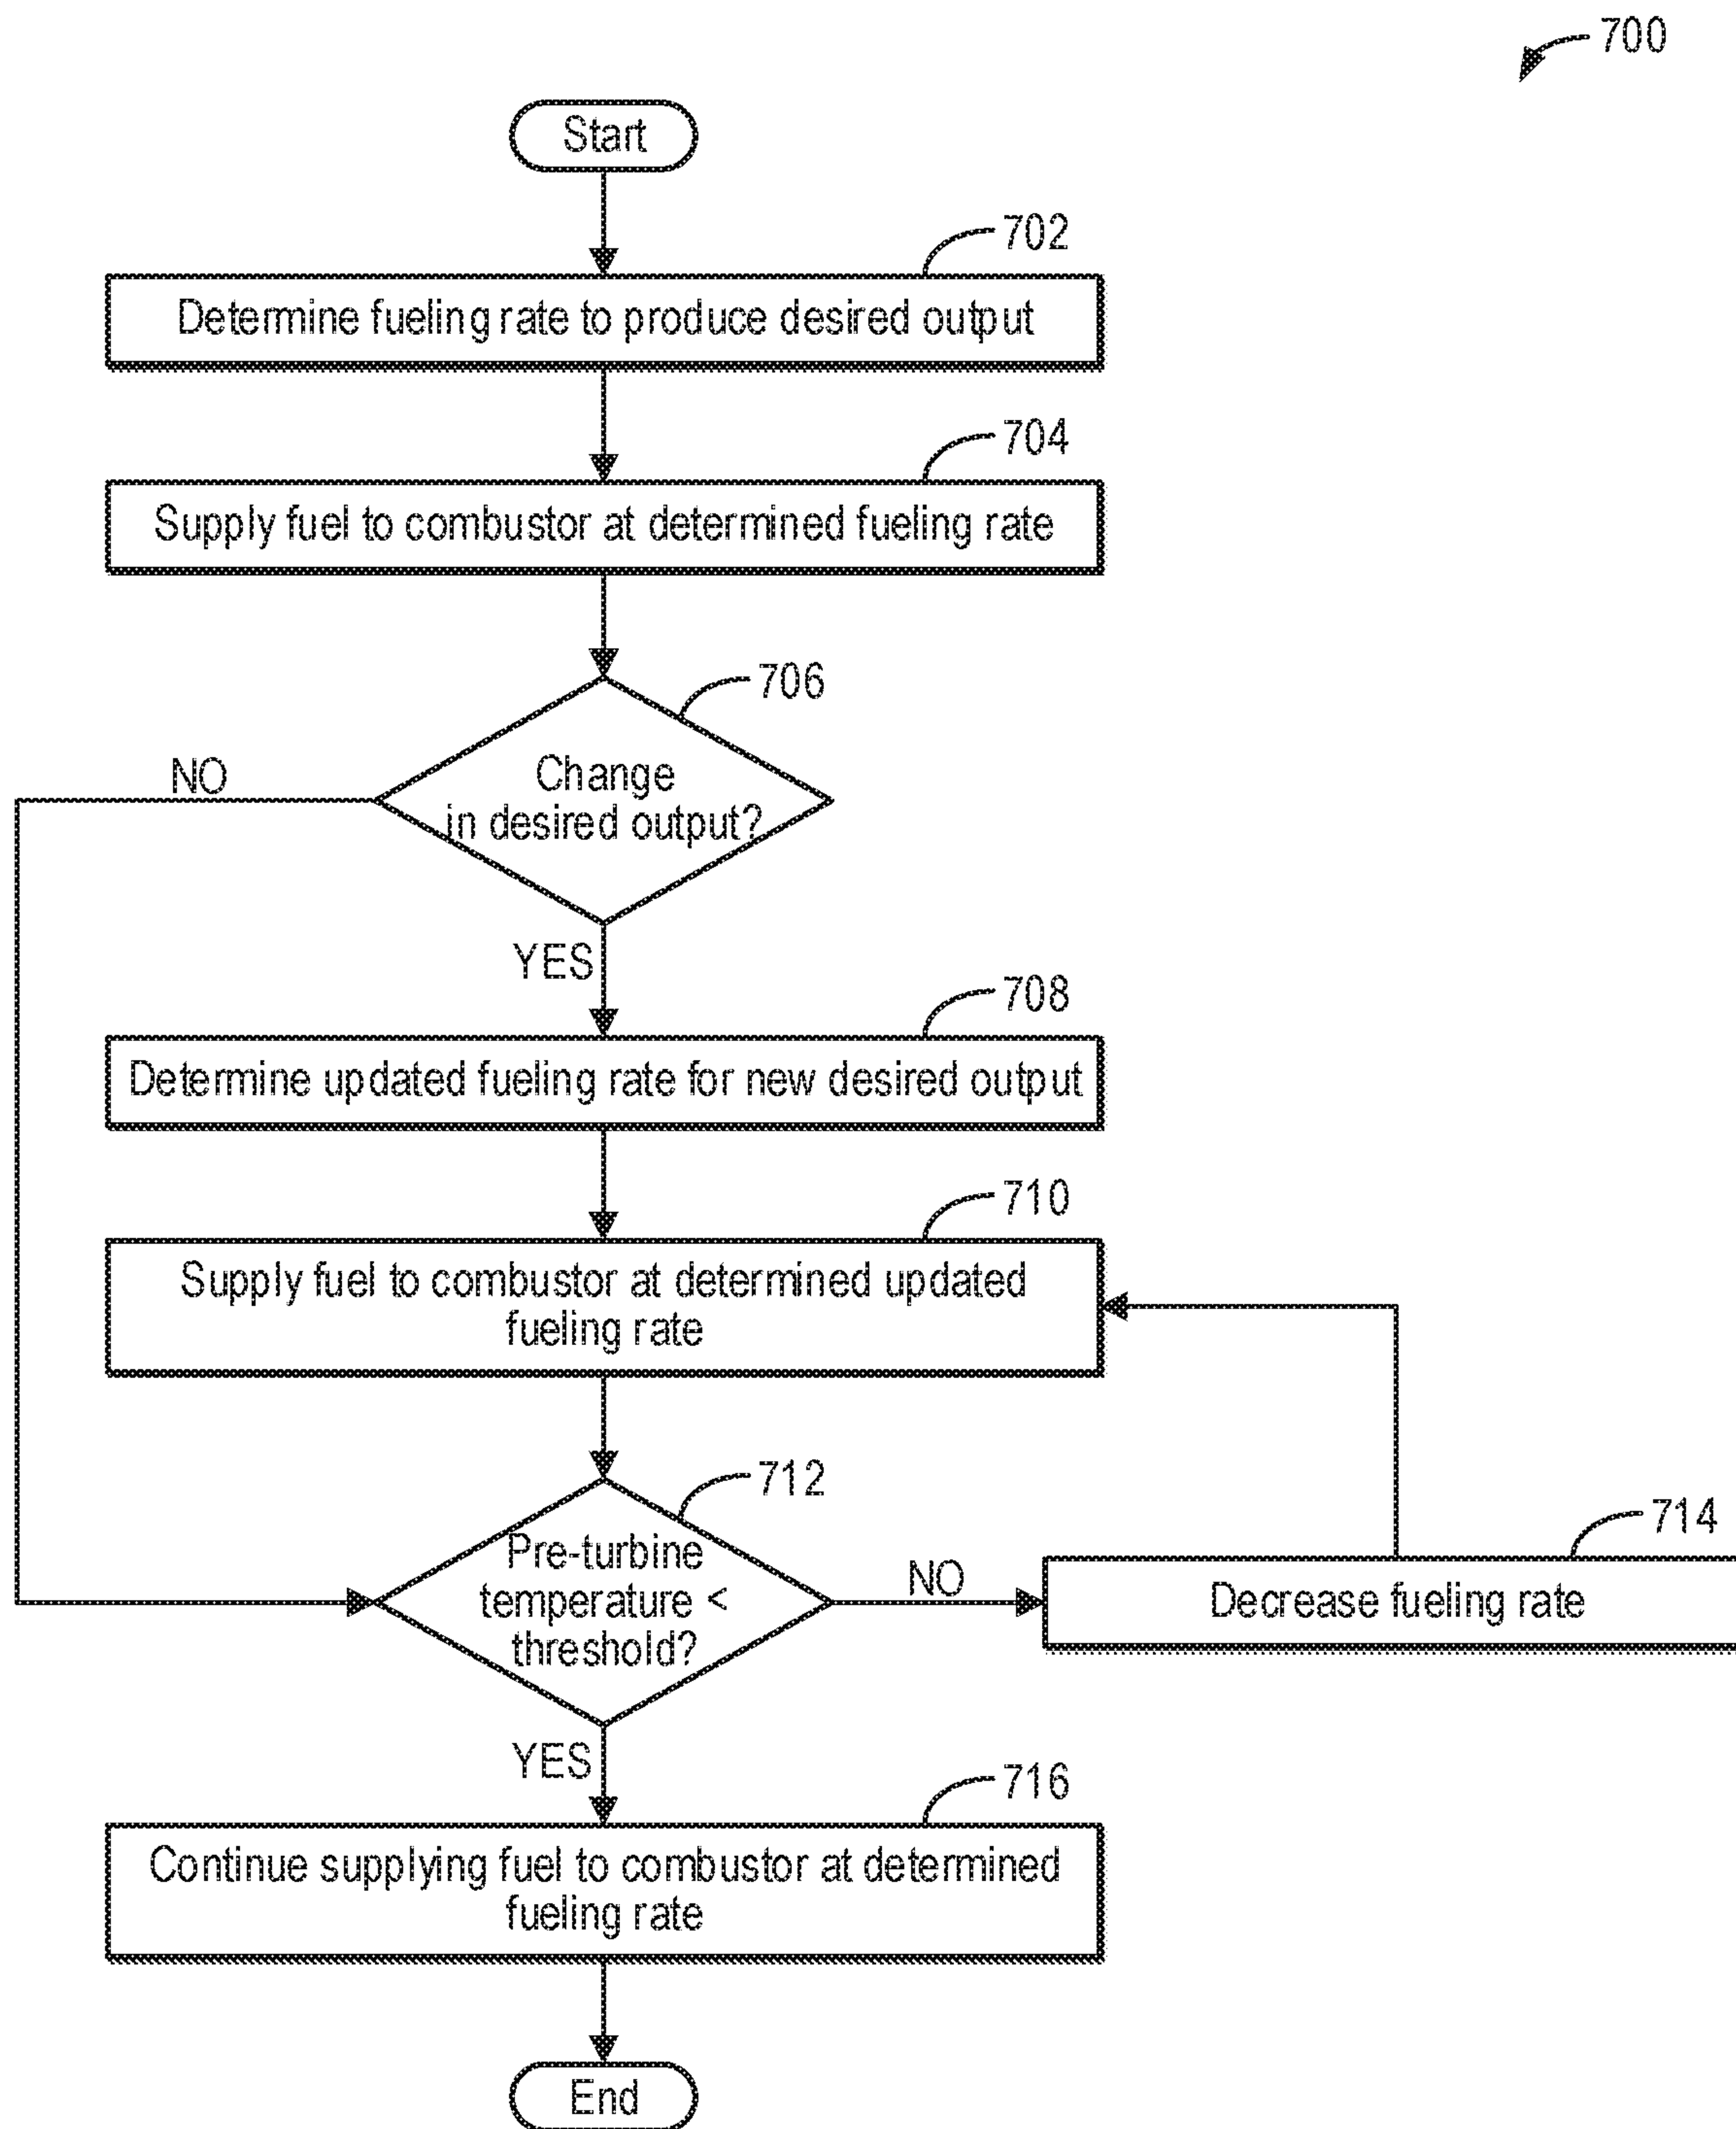 700
Start
702
Determine fueling rate to produce desired output
704
Supply fuel to combustor at determined fueling rate
706
Change
in desired output?
NO
YES
708
Determine updated fueling rate for new desired output
710
Supply fuel to combustor at determined updated
fueling rate
712
Pre-turbine
temperature <
threshold?
NO
714
Decrease fueling rate
YES
716
Continue supplying fuel to combustor at determined
fueling rate
End